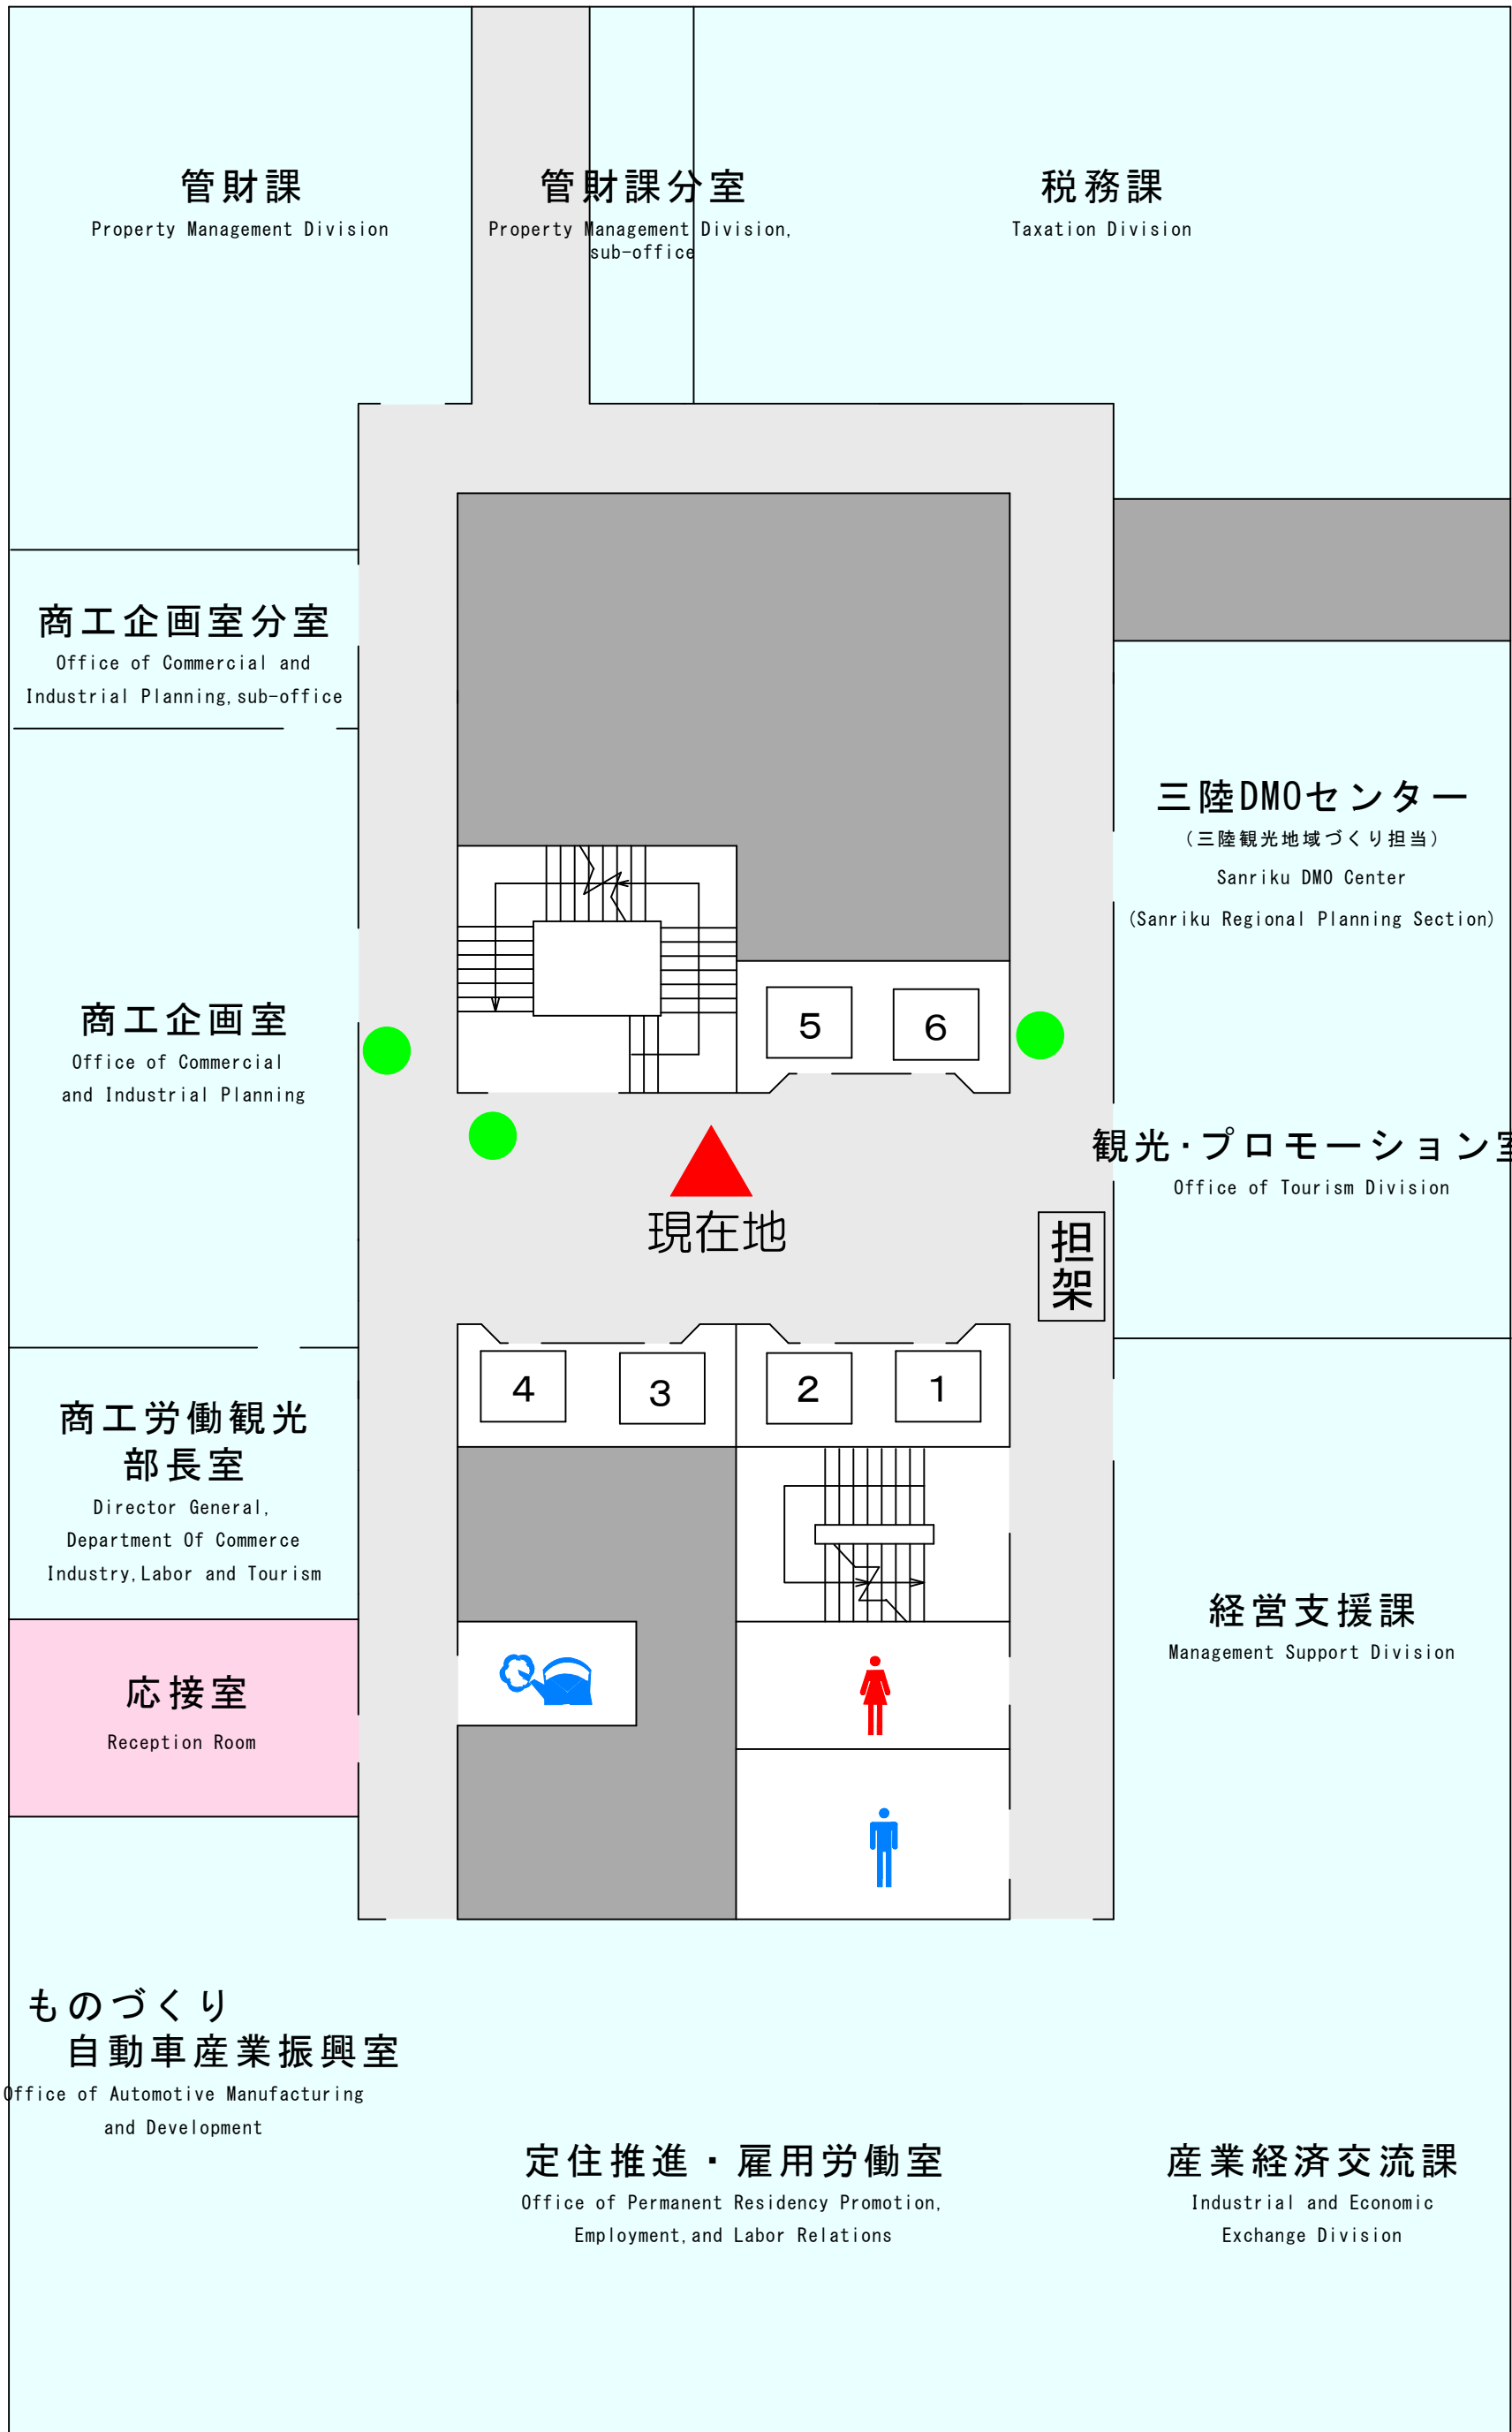 管財課
Property Management Division
管財課分室
Property Management Division,
sub-office
税務課
Taxation Division
商工企画室分室
Office of Commercial and
Industrial Planning, sub-office
三陸DMOセンター
(三陸観光地域づくり担当)
Sanriku DMO Center
(Sanriku Regional Planning Section)
商工企画室
Office of Commercial
and Industrial Planning
5
6
観光・プロモーション室
Office of Tourism Division
現在地
担架
4
3
2
1
商工労働観光
部長室
Director General,
Department Of Commerce
Industry, Labor and Tourism
経営支援課
Management Support Division
応接室
Reception Room
ものづくり
自動車産業振興室
Office of Automotive Manufacturing
and Development
定住推進・雇用労働室
Office of Permanent Residency Promotion,
Employment, and Labor Relations
産業経済交流課
Industrial and Economic
Exchange Division